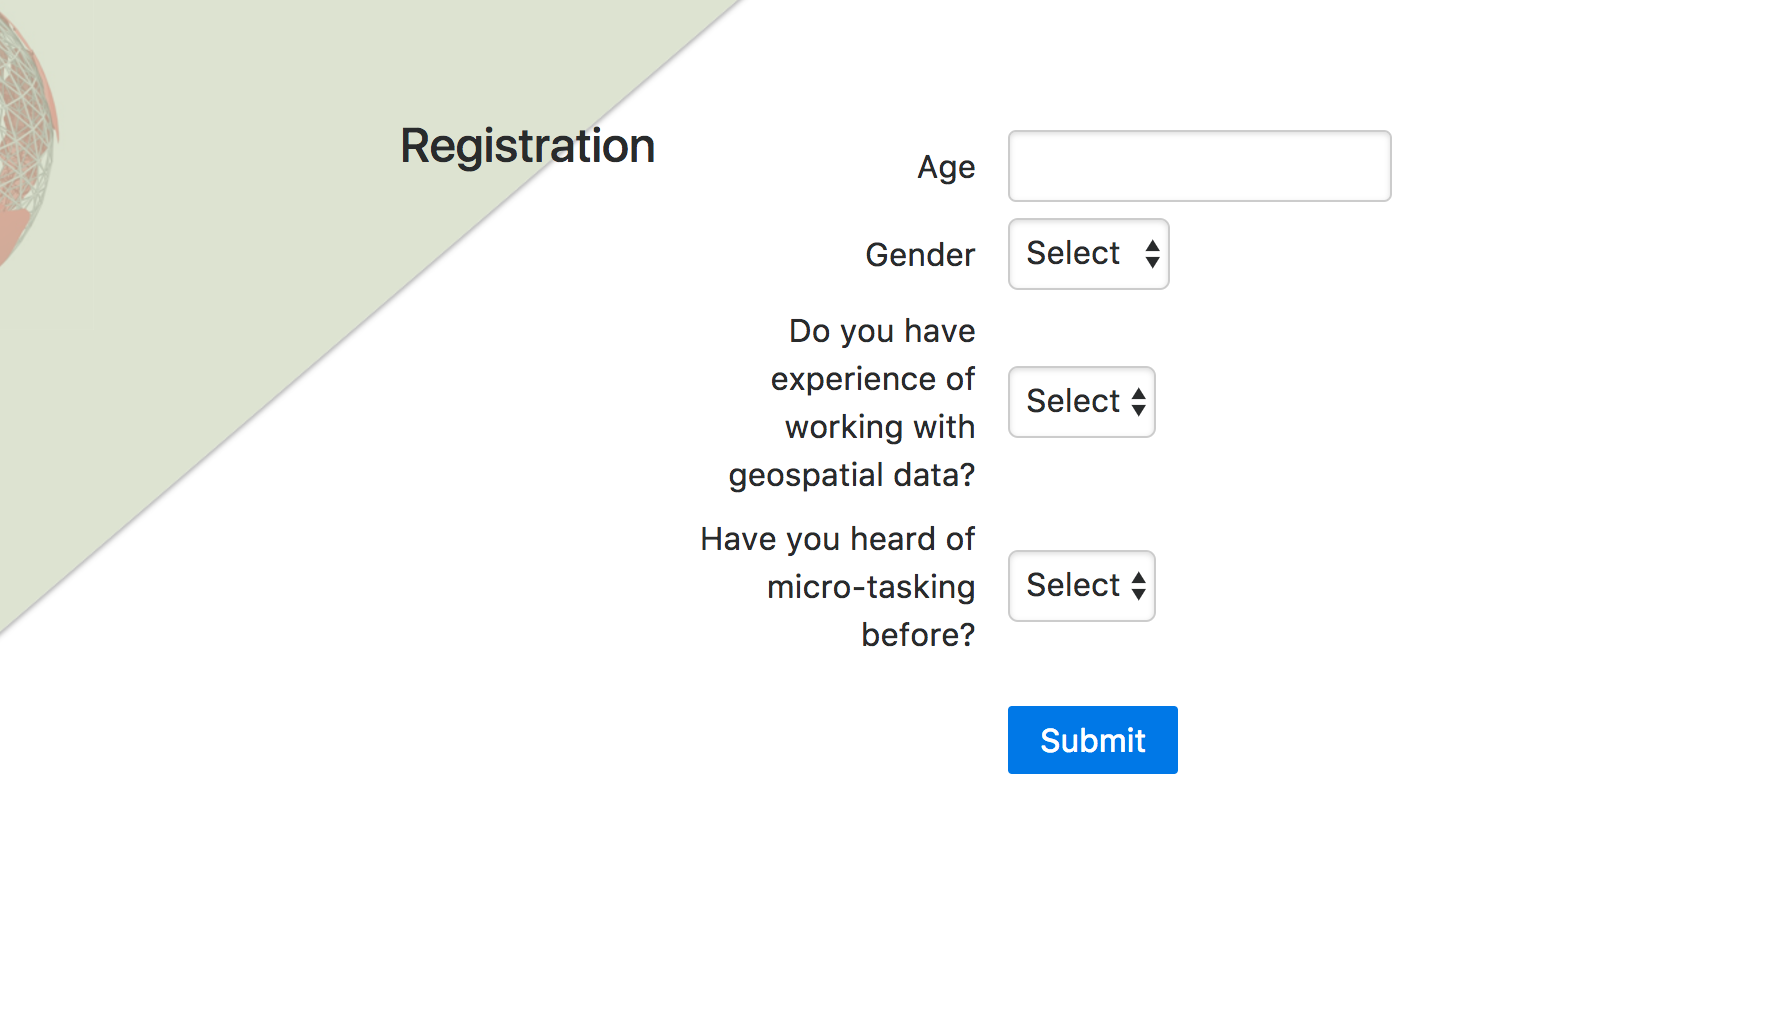 Registration
Age
Gender
Select
Do you have
experience of
working with
geospatial data?
Select
Have you heard of
micro-tasking
before?
Select
Submit